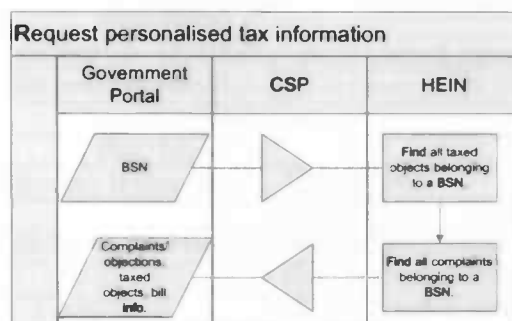 Request personalised tax information
Government
Portal
CSP
HEIN
BSN
Find all taxed
objects belonging
to a BSN.
Complaints/
objections,
taxed
objects, bill
info.
Find all complaints
belonging to a
BSN.